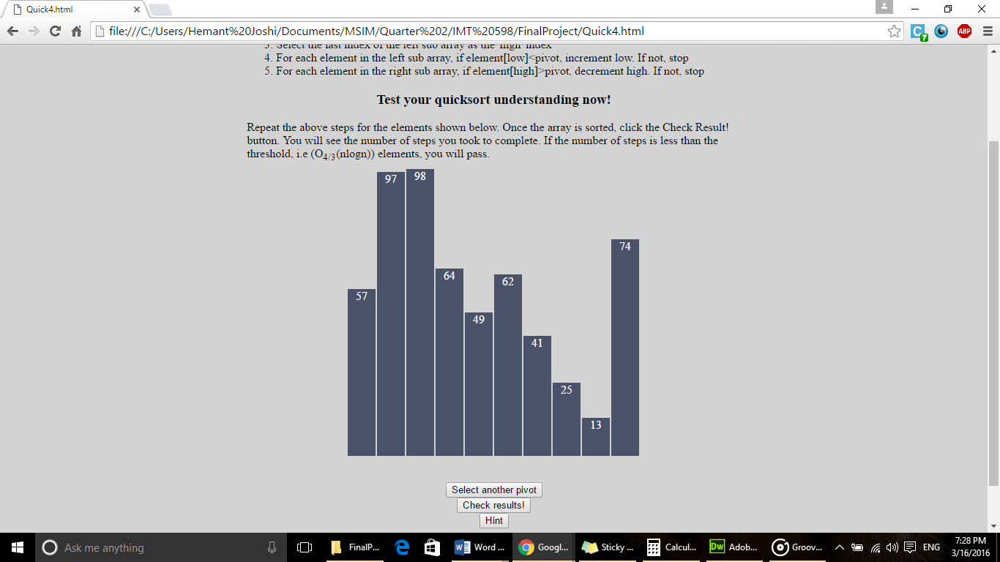 Quick4.html
file:///C:/Users/Hemant%20Joshi/Documents/MSIM/Quarter%202/IMT%20598/FinalProject/Quick4.html
C
7
ABP
3. Select the last index of the left sub array as the 'high' index
4. For each element in the left sub array, if element[low]<pivot, increment low. If not, stop
5. For each element in the right sub array, if element[high]>pivot, decrement high. If not, stop
Test your quicksort understanding now!
Repeat the above steps for the elements shown below. Once the array is sorted, click the Check Result!
button. You will see the number of steps you took to complete. If the number of steps is less than the
threshold, i.e (O4/3(nlogn)) elements, you will pass.
57
97
98
64
49
62
41
25
13
74
Select another pivot
Check results!
Hint
Ask me anything
FinalP...
Word ...
Googl...
Sticky ...
Calcul...
Dw
Adob...
Groov...
ENG
7:28 PM
3/16/2016